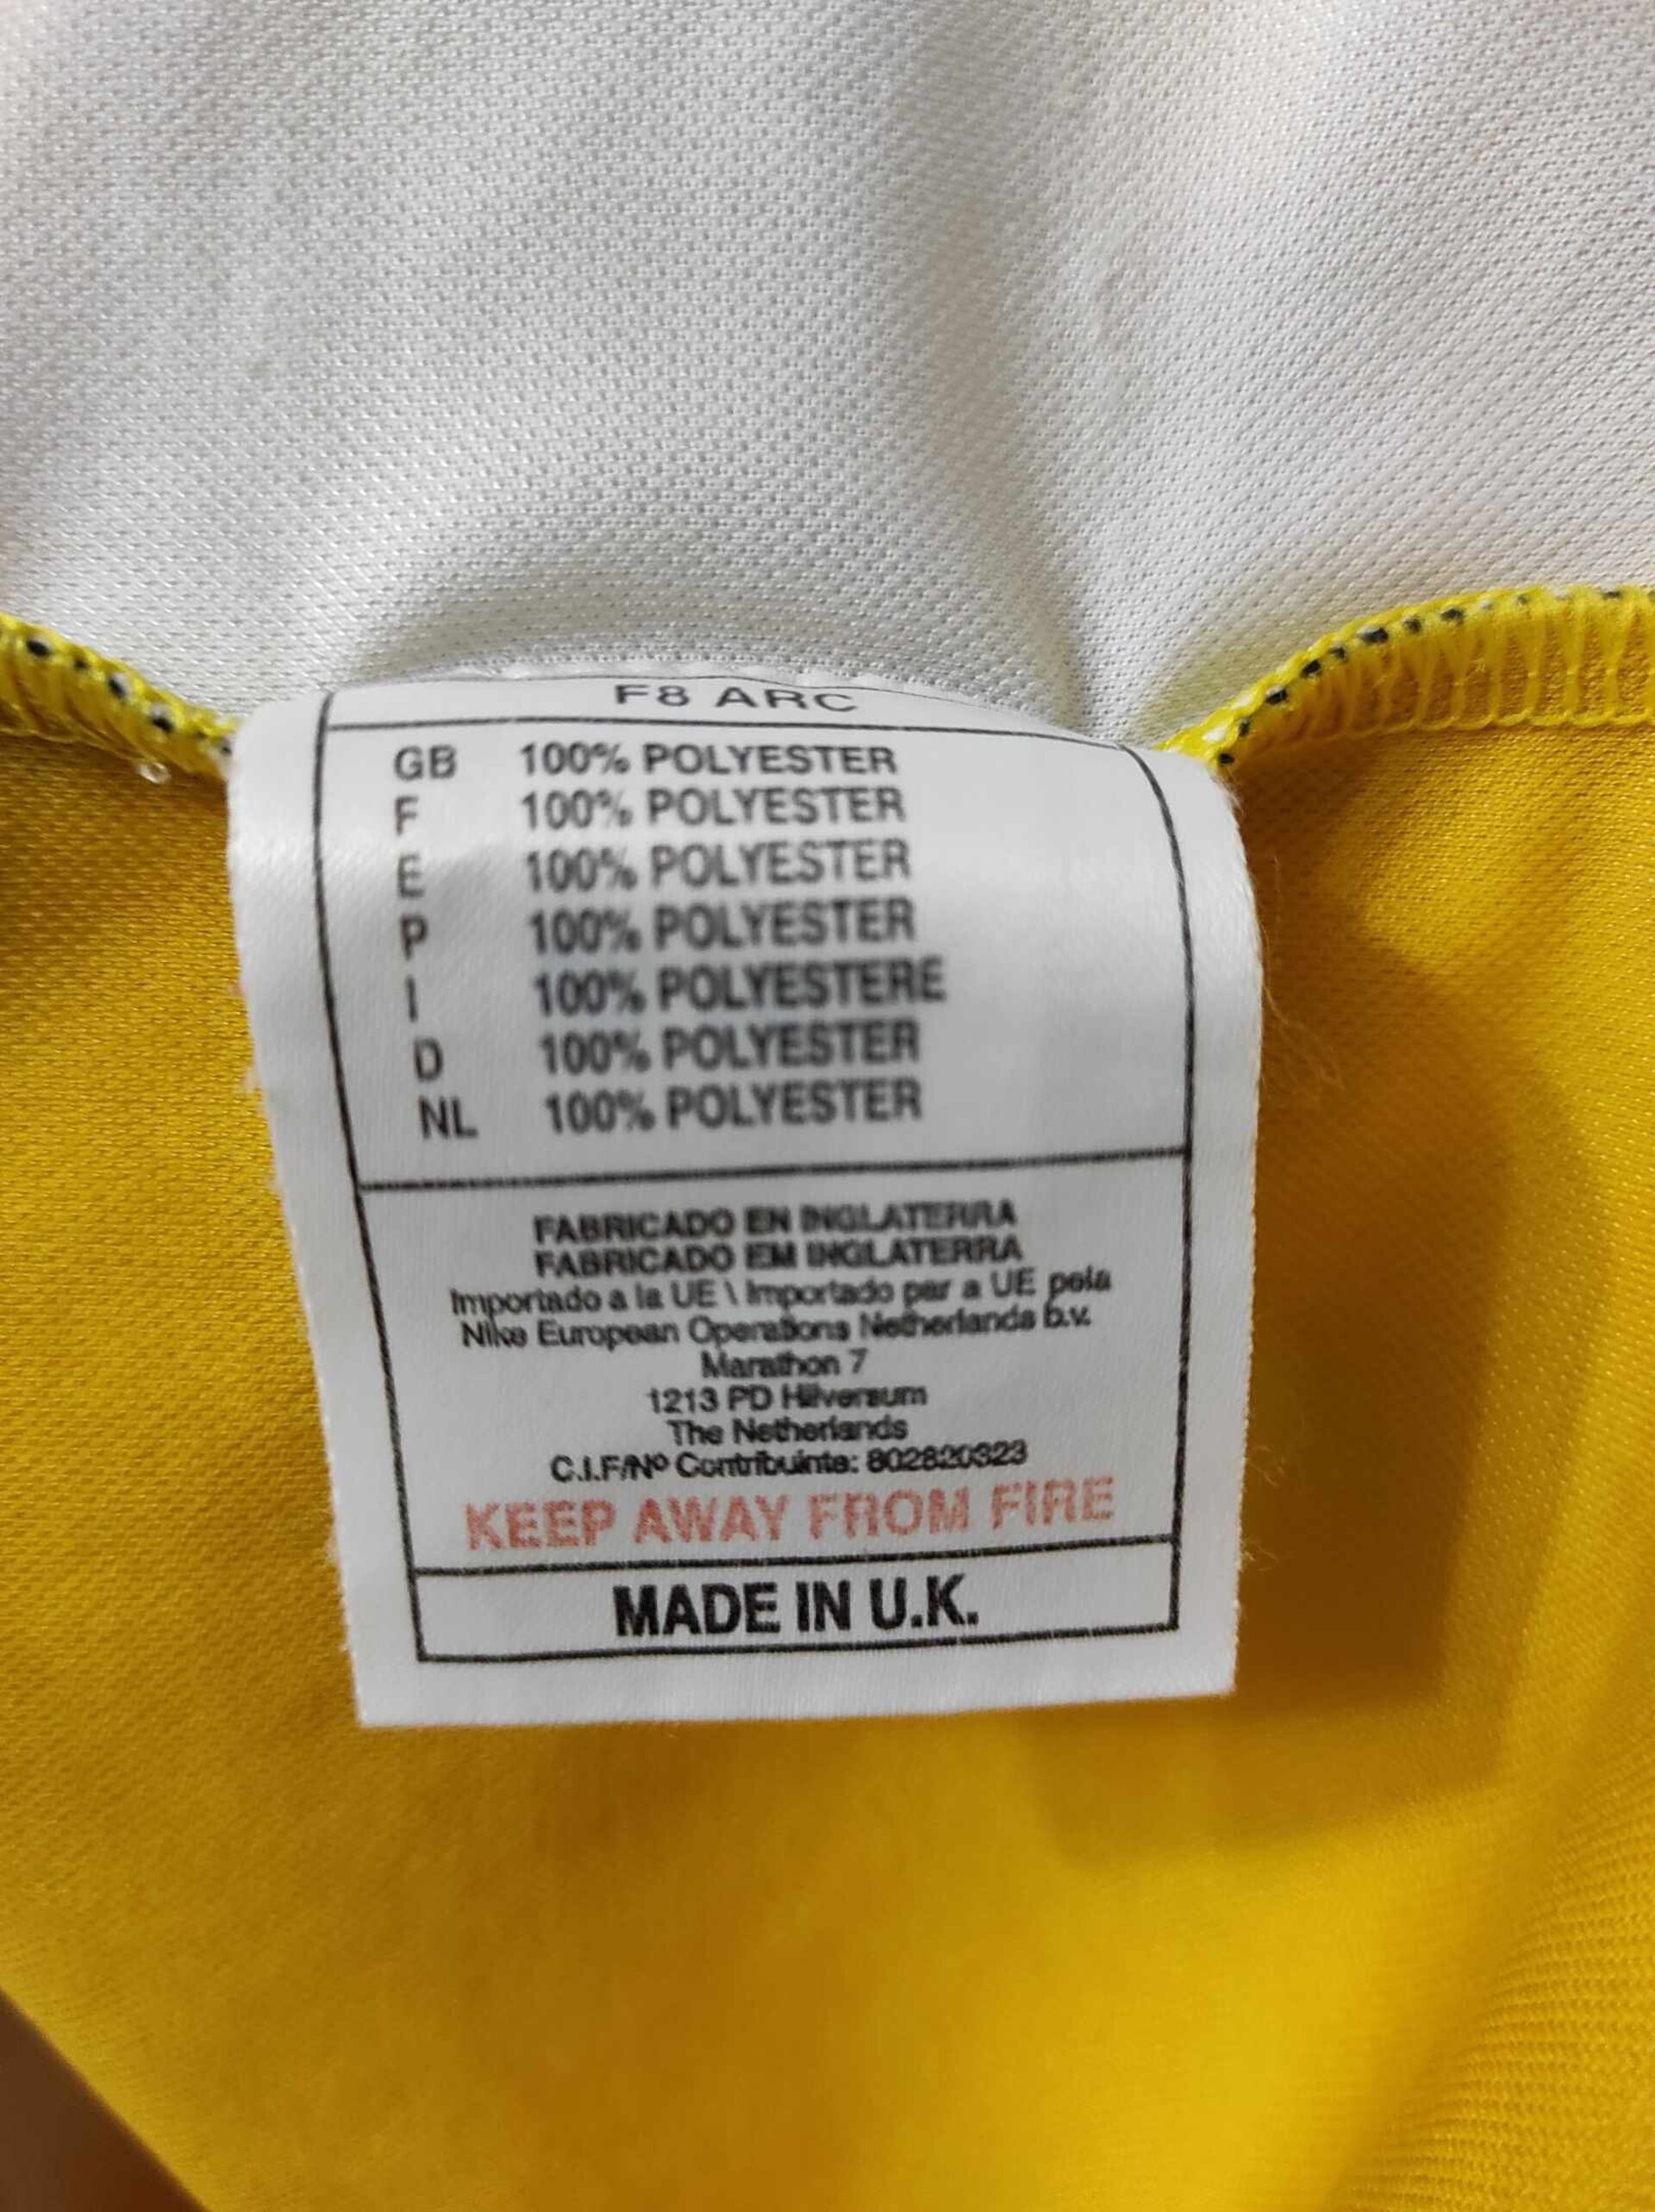 F8 ARC
GB 100% POLYESTER
F 100% POLYESTER
E 100% POLYESTER
P 100% POLYESTER
I 100% POLYESTERE
D 100% POLYESTER
NL 100% POLYESTER
FABRICADO EN INGLATERRA
FABRICADO EM INGLATERRA
Importado a la UE \ Importado par a UE pela
Nike European Operations Netherlands b.v.
Marathon 7
1213 PD Hilversum
The Netherlands
C.I.F/Nº Contribuinte: 802820323
KEEP AWAY FROM FIRE
MADE IN U.K.